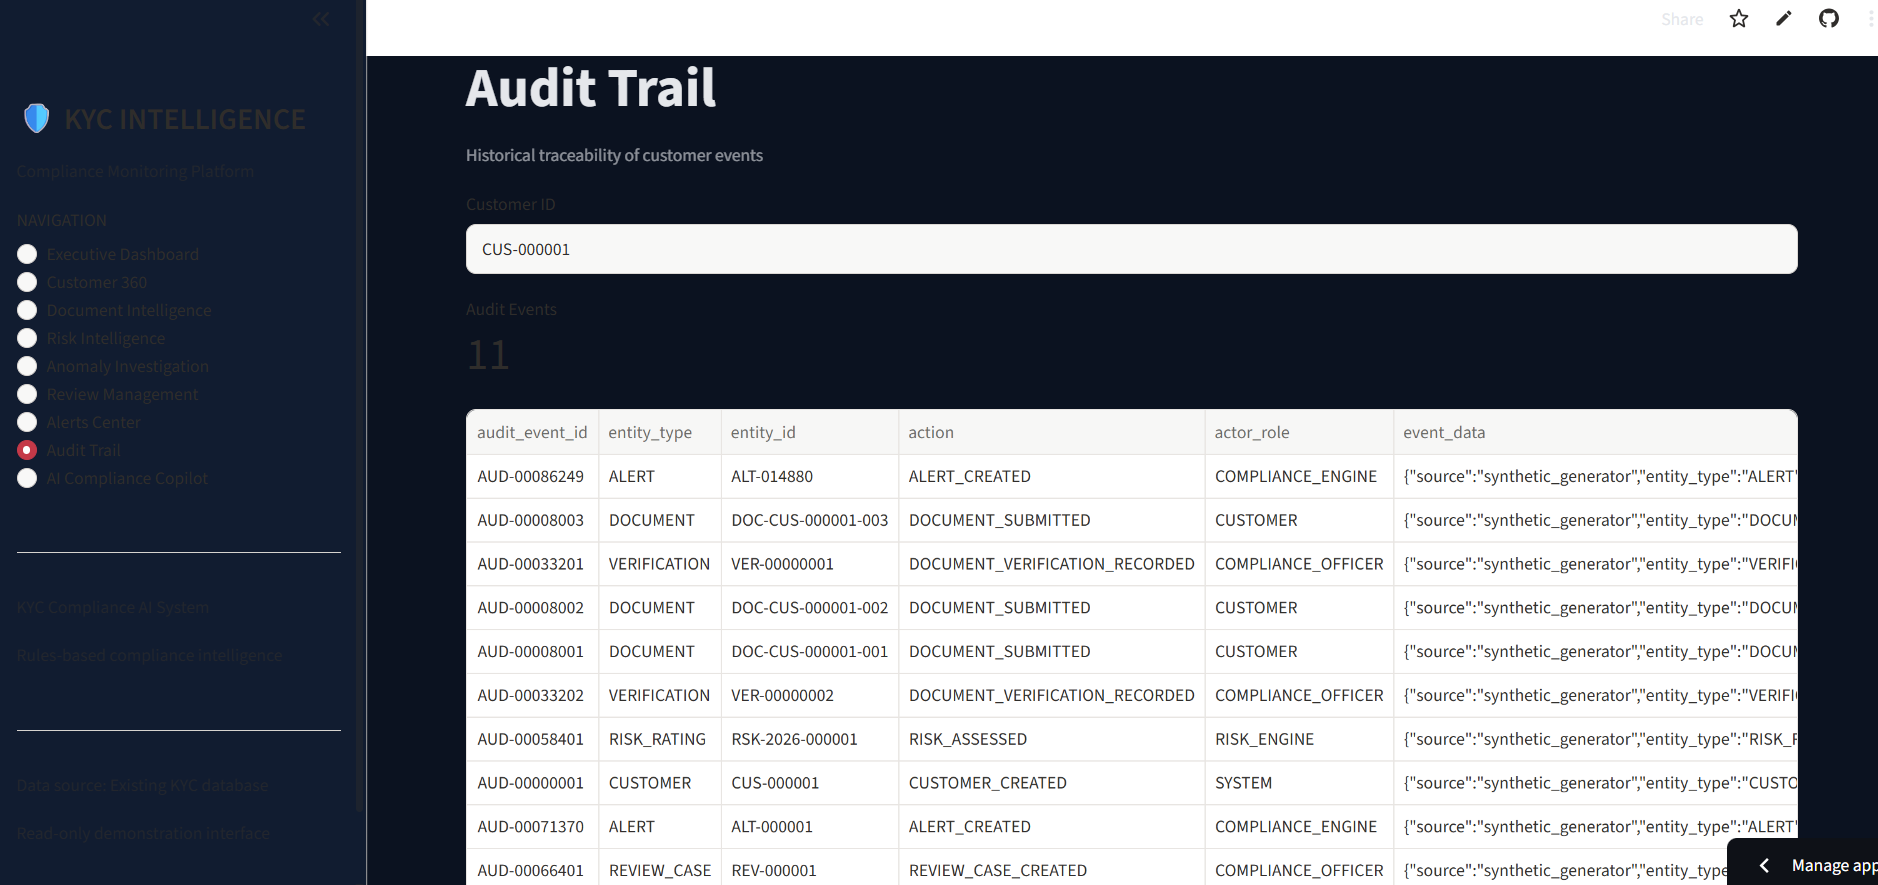 Share
KYC INTELLIGENCE
Compliance Monitoring Platform
NAVIGATION
Executive Dashboard
Customer 360
Document Intelligence
Risk Intelligence
Anomaly Investigation
Review Management
Alerts Center
Audit Trail
AI Compliance Copilot
KYC Compliance AI System
Rules-based compliance intelligence
Data source: Existing KYC database
Read-only demonstration interface
Audit Trail
Historical traceability of customer events
Customer ID
CUS-000001
Audit Events
11
audit_event_id entity_type entity_id action actor_role event_data
AUD-00086249 ALERT ALT-014880 ALERT_CREATED COMPLIANCE_ENGINE {"source":"synthetic_generator","entity_type":"ALERT"
AUD-00008003 DOCUMENT DOC-CUS-000001-003 DOCUMENT_SUBMITTED CUSTOMER {"source":"synthetic_generator","entity_type":"DOCUM
AUD-00033201 VERIFICATION VER-00000001 DOCUMENT_VERIFICATION_RECORDED COMPLIANCE_OFFICER {"source":"synthetic_generator","entity_type":"VERIFI
AUD-00008002 DOCUMENT DOC-CUS-000001-002 DOCUMENT_SUBMITTED CUSTOMER {"source":"synthetic_generator","entity_type":"DOCUM
AUD-00008001 DOCUMENT DOC-CUS-000001-001 DOCUMENT_SUBMITTED CUSTOMER {"source":"synthetic_generator","entity_type":"DOCUM
AUD-00033202 VERIFICATION VER-00000002 DOCUMENT_VERIFICATION_RECORDED COMPLIANCE_OFFICER {"source":"synthetic_generator","entity_type":"VERIFI
AUD-00058401 RISK_RATING RSK-2026-000001 RISK_ASSESSED RISK_ENGINE {"source":"synthetic_generator","entity_type":"RISK_F
AUD-00000001 CUSTOMER CUS-000001 CUSTOMER_CREATED SYSTEM {"source":"synthetic_generator","entity_type":"CUSTO
AUD-00071370 ALERT ALT-000001 ALERT_CREATED COMPLIANCE_ENGINE {"source":"synthetic_generator","entity_type":"ALERT"
AUD-00066401 REVIEW_CASE REV-000001 REVIEW_CASE_CREATED COMPLIANCE_OFFICER {"source":"synthetic_generator","entity_type
Manage app